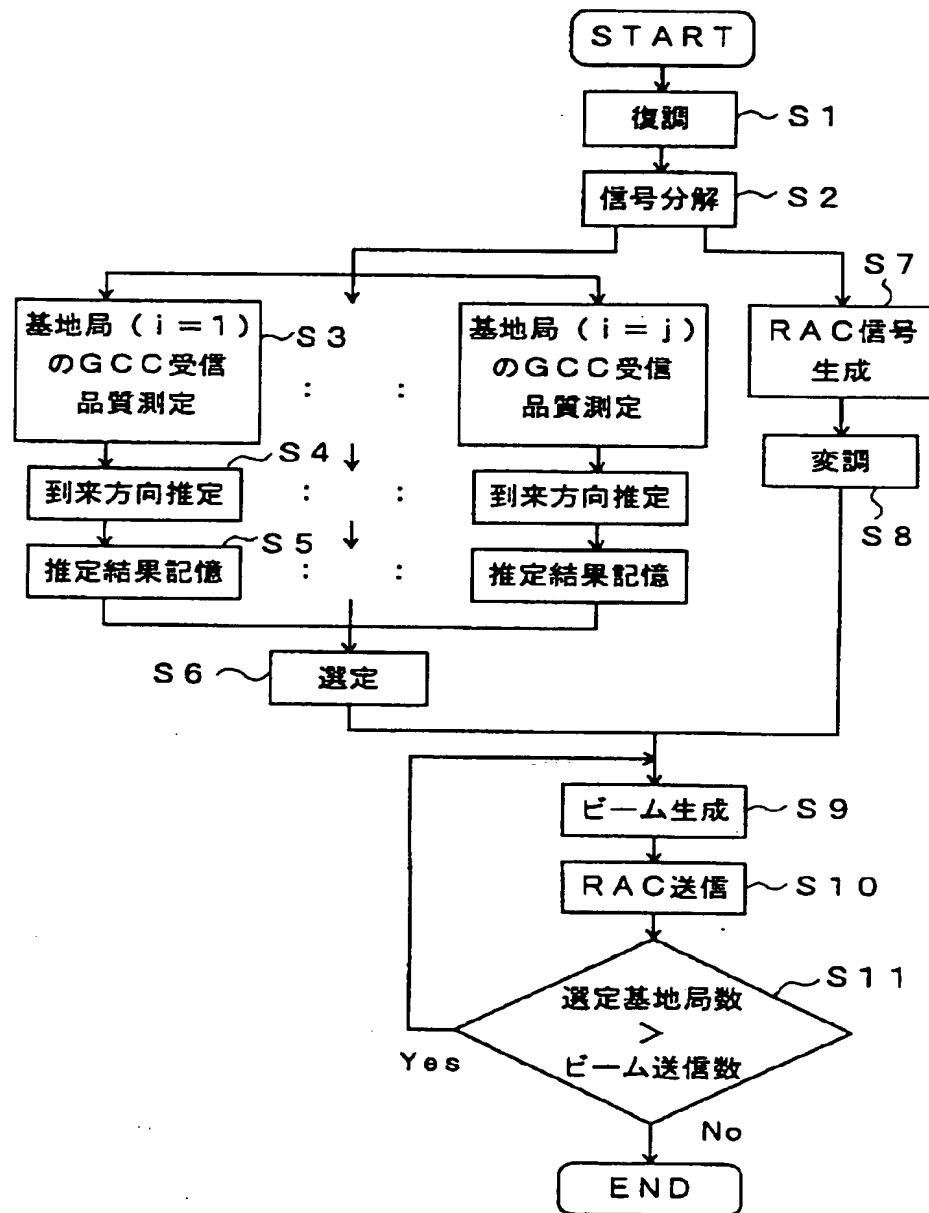 START
復調
S1
信号分解
S2
基地局(i=1)
のGCC受信
品質測定
S3
: :
基地局(i=j)
のGCC受信
品質測定
S7
RAC信号
生成
到来方向推定
S4
: :
到来方向推定
変調
S8
推定結果記憶
S5
: :
推定結果記憶
S6
選定
ビーム生成
S9
RAC送信
S10
選定基地局数
>
ビーム送信数
S11
Yes
No
END